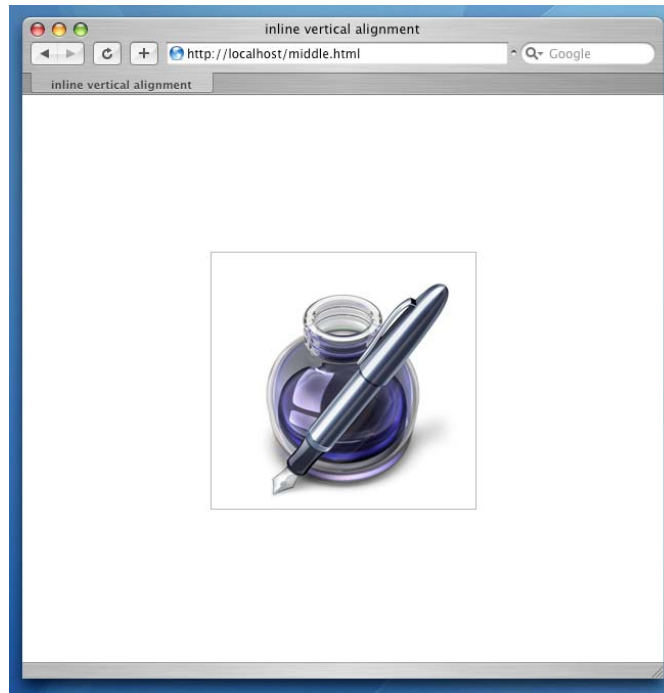 inline vertical alignment
http://localhost/middle.html
Google
inline vertical alignment